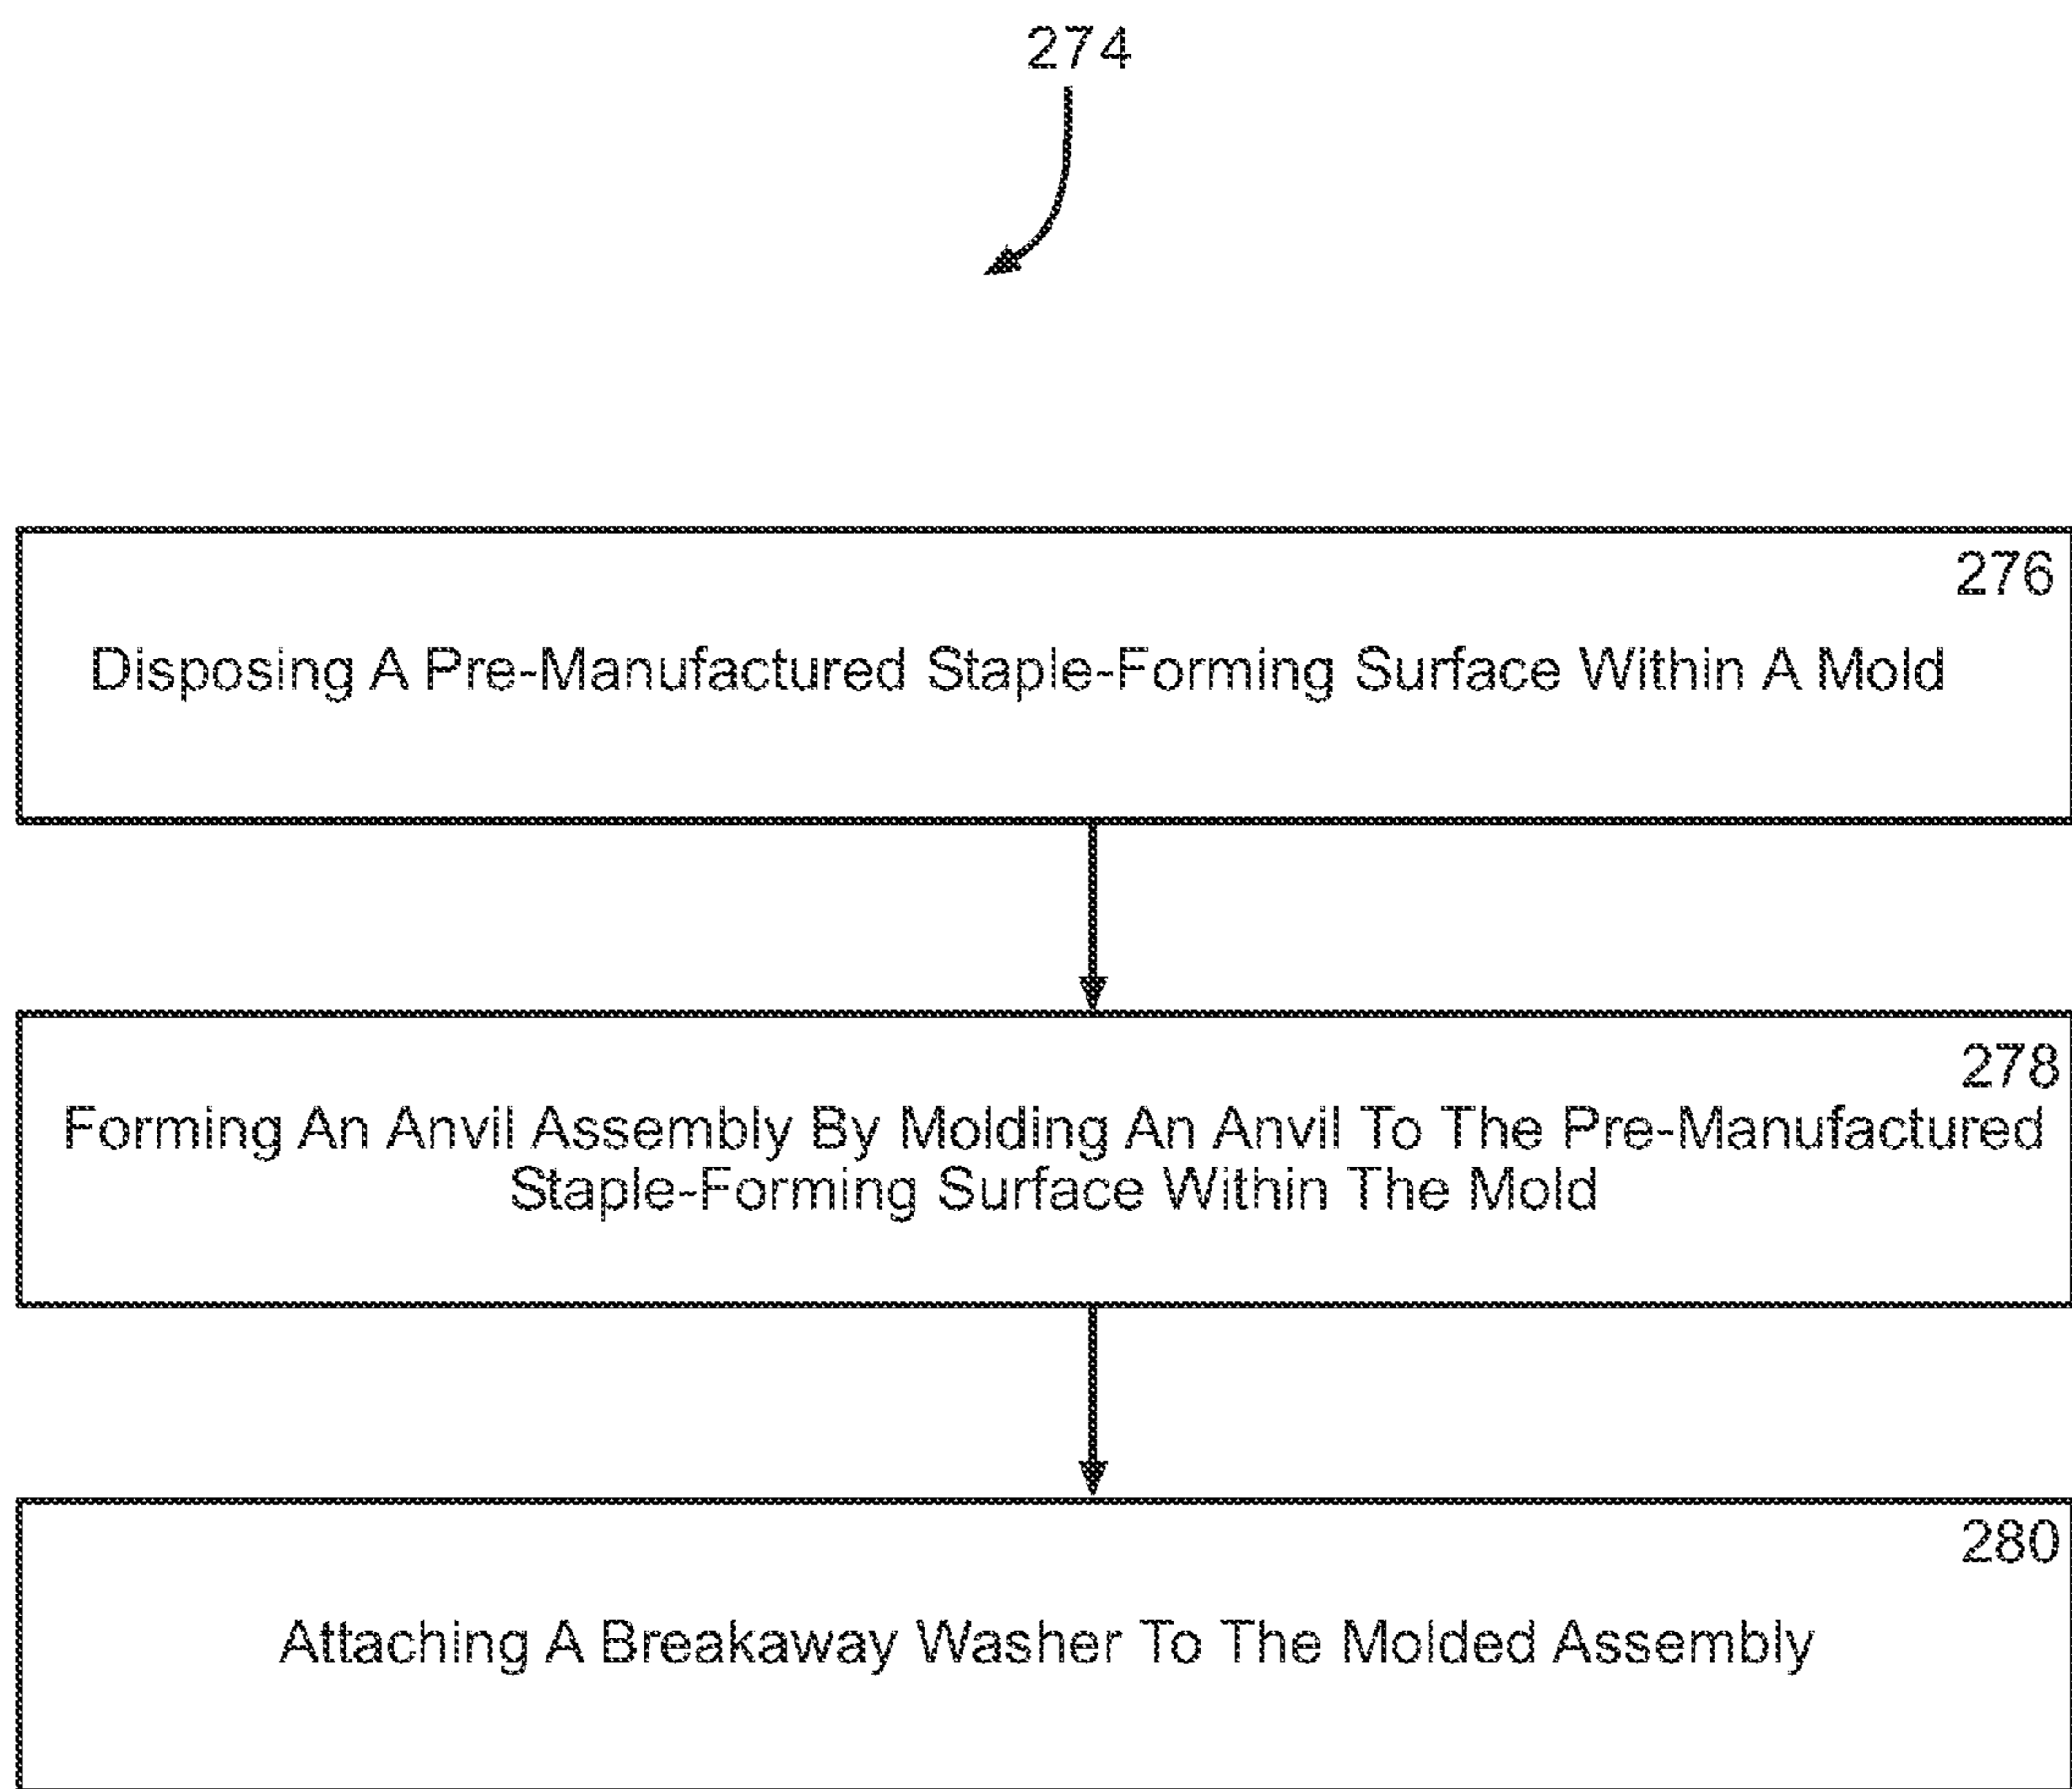 274
276
Disposing A Pre-Manufactured Staple-Forming Surface Within A Mold
278
Forming An Anvil Assembly By Molding An Anvil To The Pre-Manufactured
Staple-Forming Surface Within The Mold
280
Attaching A Breakaway Washer To The Molded Assembly